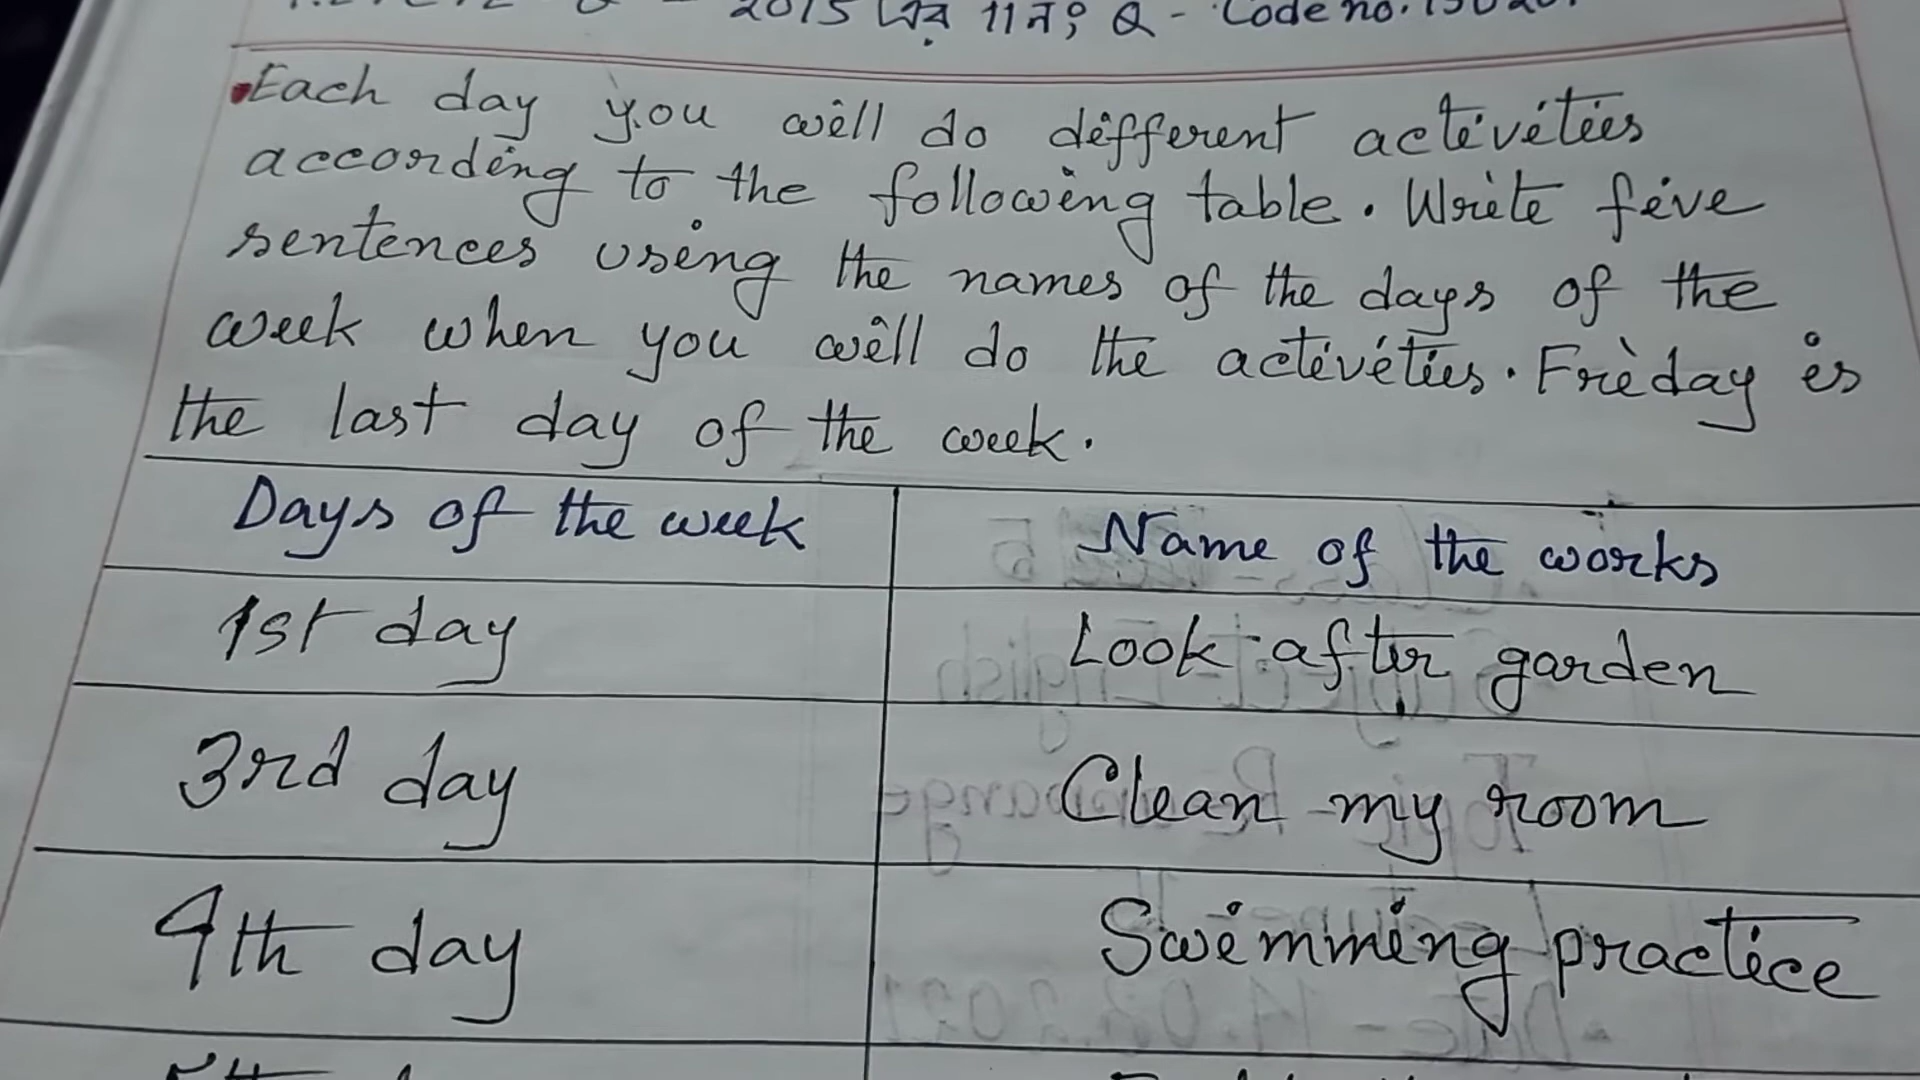 2015 এর 11 নং Q - Code no.
Each day you will do different activities
according to the following table. Write five
sentences using the names of the days of the
week when you will do the activities. Friday is
the last day of the week.
Days of the week Name of the works
1st day Look after garden
3rd day Clean my room
4th day Swimming practice